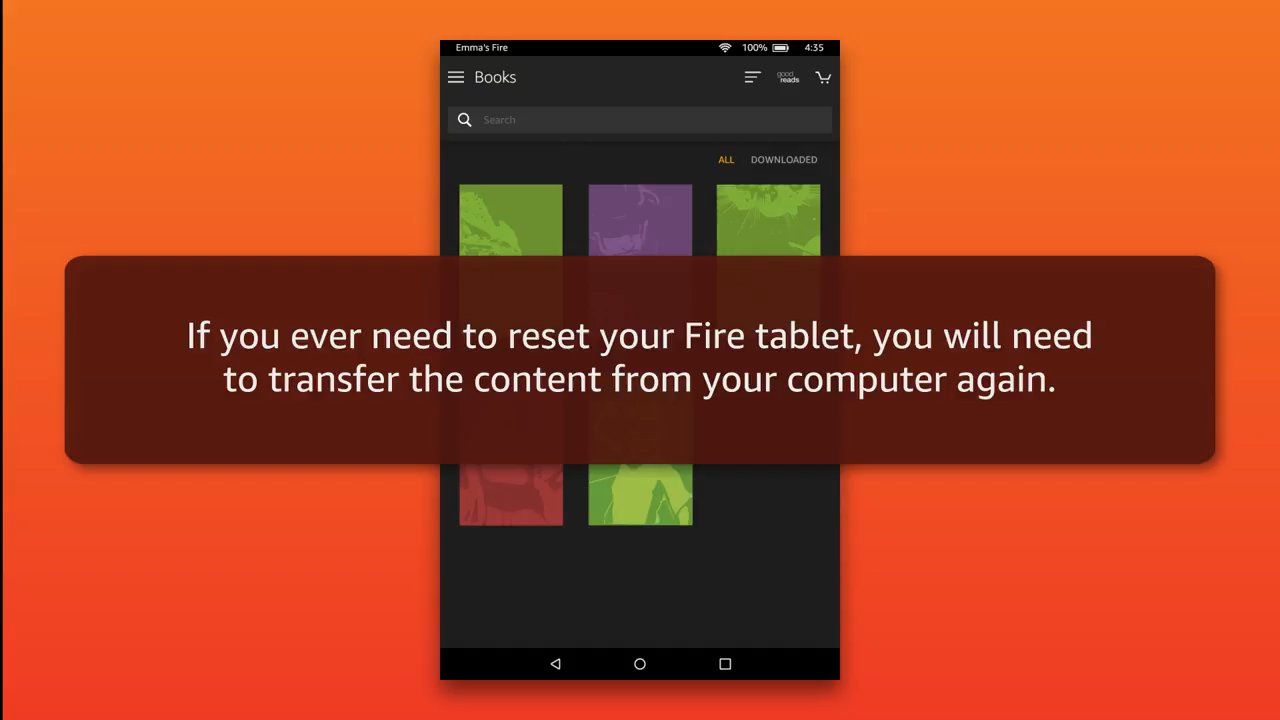 Emma's Fire 100% 4:35
Books
good
reads
Search
ALL DOWNLOADED
If you ever need to reset your Fire tablet, you will need
to transfer the content from your computer again.